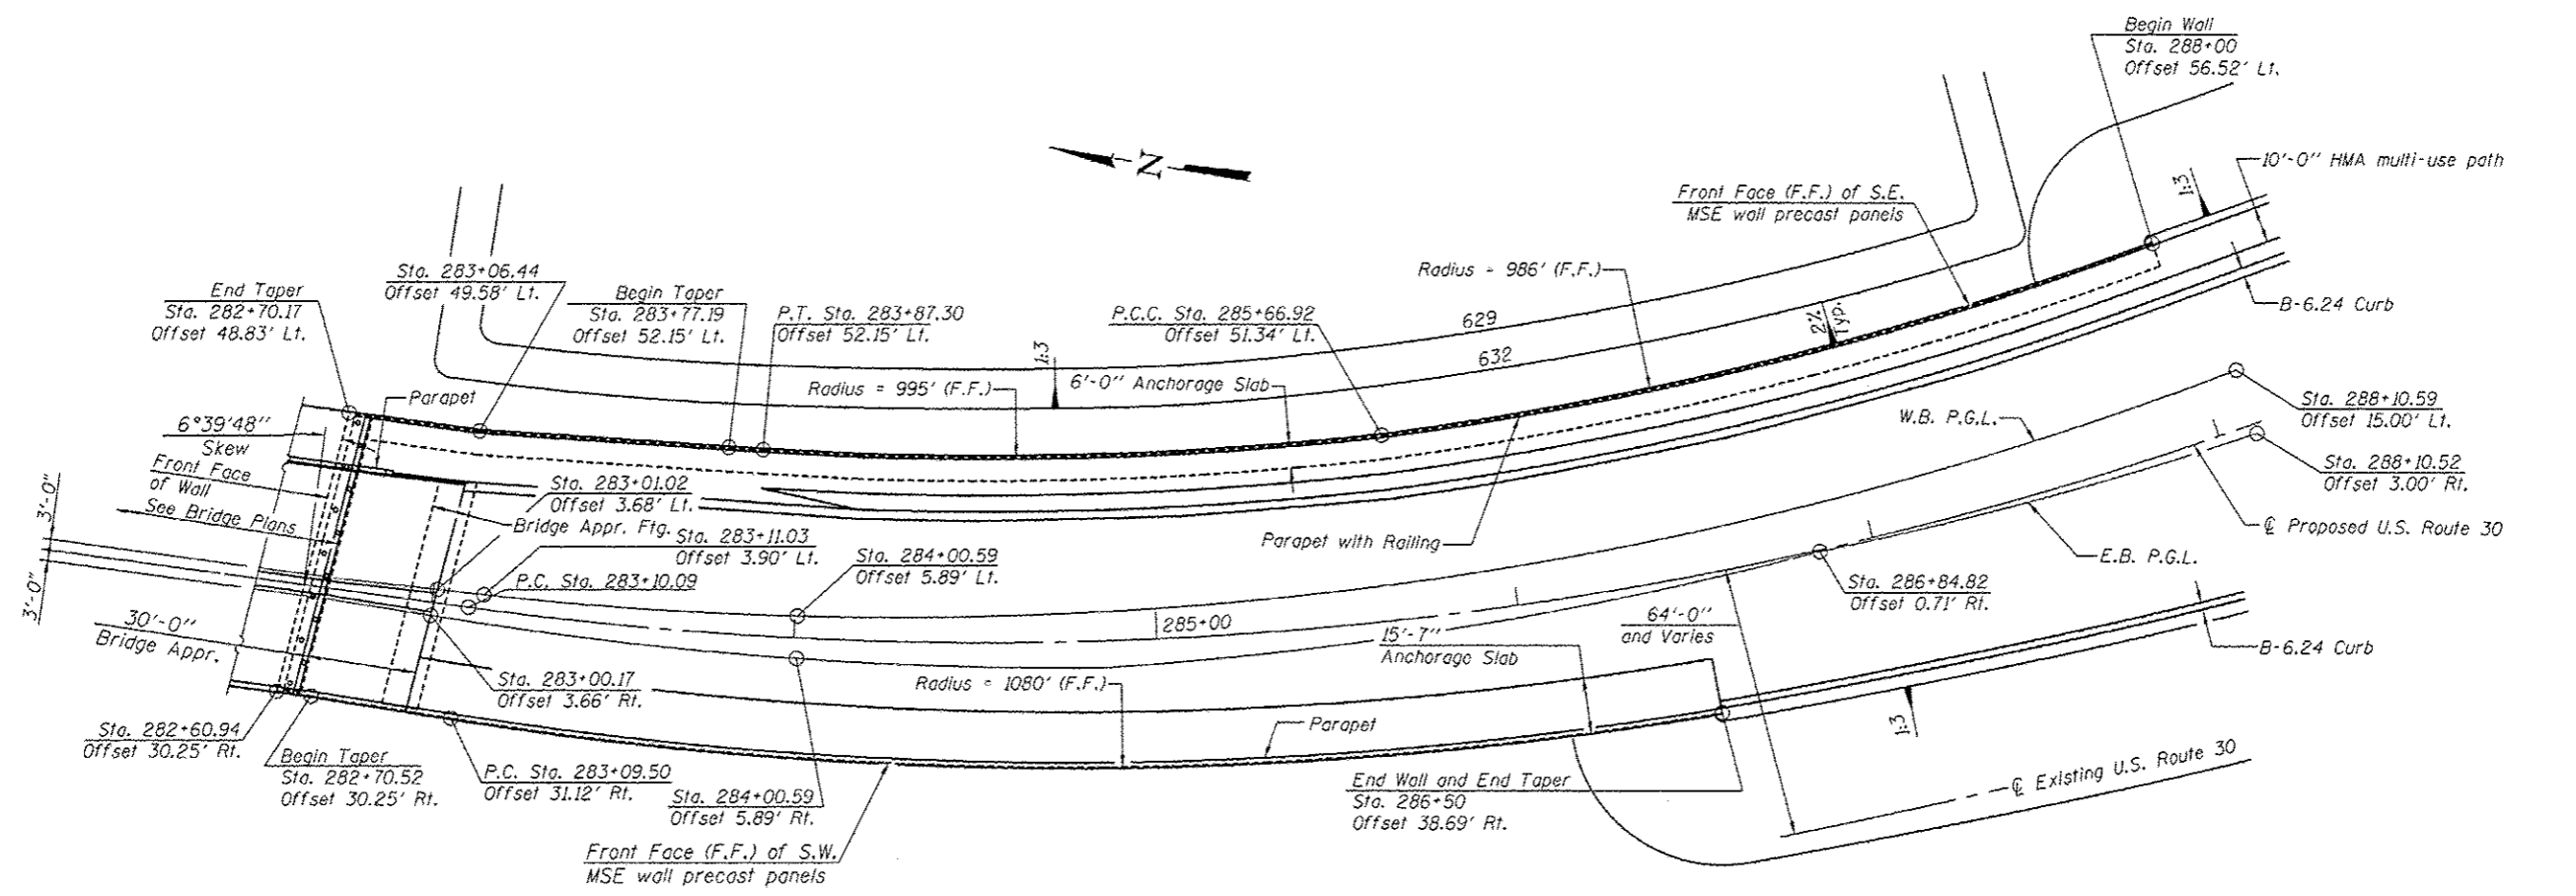 Begin Wall
Sta. 288+00
Offset 56.52' Lt.
10'-0" HMA multi-use path
1:3
N
Front Face (F.F.) of S.E.
MSE wall precast panels
Sta. 283+06.44
Offset 49.58' Lt.
End Taper
Sta. 282+70.17
Offset 48.83' Lt.
Begin Taper
Sta. 283+77.19
Offset 52.15' Lt.
P.T. Sta. 283+87.30
Offset 52.15' Lt.
P.C.C. Sta. 285+66.92
Offset 51.34' Lt.
Radius = 986' (F.F.)
629
632
2%
Typ.
B-6.24 Curb
1:3
Parapet
Radius = 995' (F.F.)
6'-0" Anchorage Slab
6°39'48"
Skew
Front Face
of Wall
See Bridge Plans
3'-0"
3'-0"
Sta. 283+01.02
Offset 3.68' Lt.
Bridge Appr. Ftg.
Sta. 283+11.03
Offset 3.90' Lt.
P.C. Sta. 283+10.09
Sta. 284+00.59
Offset 5.89' Lt.
Parapet with Railing
W.B. P.G.L.
Sta. 288+10.59
Offset 15.00' Lt.
Sta. 288+10.52
Offset 3.00' Rt.
℄ Proposed U.S. Route 30
E.B. P.G.L.
Sta. 286+84.82
Offset 0.71' Rt.
285+00
64'-0"
and Varies
15'-7"
Anchorage Slab
B-6.24 Curb
30'-0"
Bridge Appr.
Sta. 283+00.17
Offset 3.66' Rt.
Radius = 1080' (F.F.)
Parapet
1:3
Sta. 282+60.94
Offset 30.25' Rt.
Begin Taper
Sta. 282+70.52
Offset 30.25' Rt.
P.C. Sta. 283+09.50
Offset 31.12' Rt.
Sta. 284+00.59
Offset 5.89' Rt.
End Wall and End Taper
Sta. 286+50
Offset 38.69' Rt.
℄ Existing U.S. Route 30
Front Face (F.F.) of S.W.
MSE wall precast panels